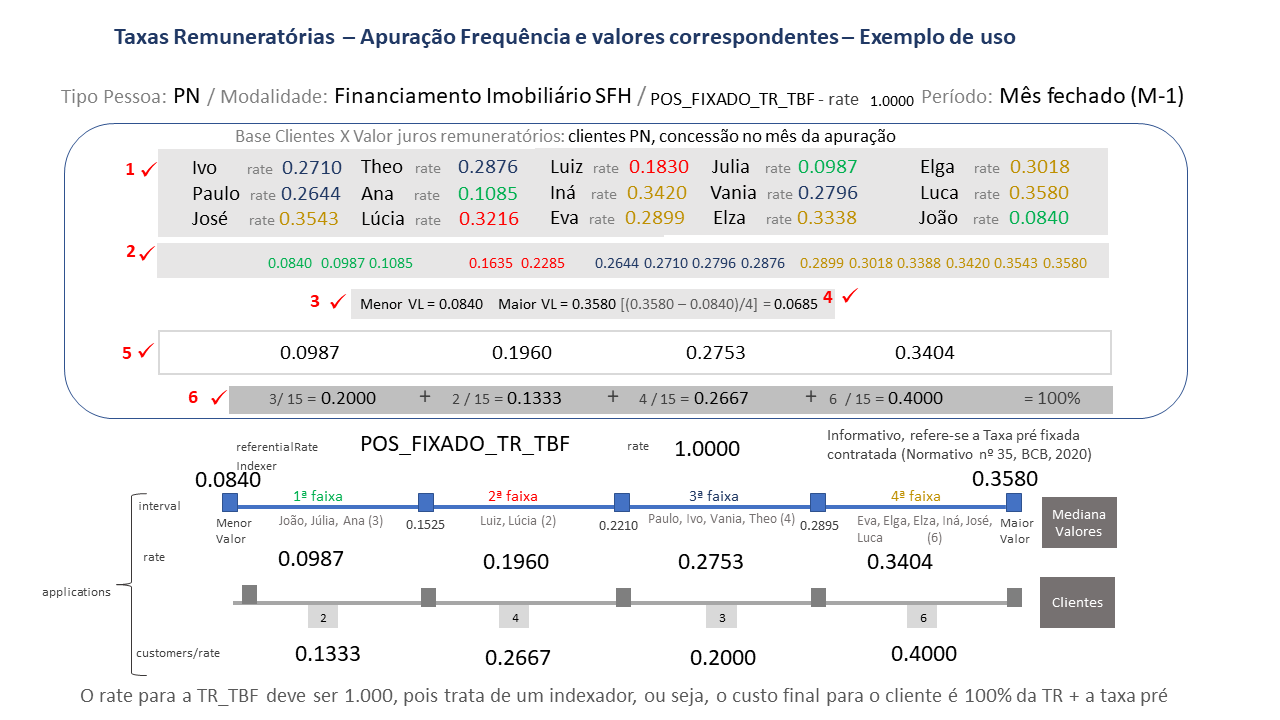 Taxas Remuneratórias – Apuração Frequência e valores correspondentes – Exemplo de uso
Tipo Pessoa: PN / Modalidade: Financiamento Imobiliário SFH / POS_FIXADO_TR_TBF - rate 1.0000 Período: Mês fechado (M-1)
Base Clientes X Valor juros remuneratórios: clientes PN, concessão no mês da apuração
1 ✓ Ivo rate 0.2710 Theo rate 0.2876 Luiz rate 0.1830 Julia rate 0.0987 Elga rate 0.3018
Paulo rate 0.2644 Ana rate 0.1085 Iná rate 0.3420 Vania rate 0.2796 Luca rate 0.3580
José rate 0.3543 Lúcia rate 0.3216 Eva rate 0.2899 Elza rate 0.3338 João rate 0.0840
2 ✓ 0.0840 0.0987 0.1085 0.1635 0.2285 0.2644 0.2710 0.2796 0.2876 0.2899 0.3018 0.3388 0.3420 0.3543 0.3580
3 ✓ Menor VL = 0.0840 Maior VL = 0.3580 [(0.3580 – 0.0840)/4] = 0.0685 4 ✓
5 ✓ 0.0987 0.1960 0.2753 0.3404
6 ✓ 3/ 15 = 0.2000 + 2 / 15 = 0.1333 + 4 / 15 = 0.2667 + 6 / 15 = 0.4000 = 100%
referentialRate Indexer POS_FIXADO_TR_TBF rate 1.0000
Informativo, refere-se a Taxa pré fixada
contratada (Normativo nº 35, BCB, 2020)
0.0840 0.3580
1ª faixa 2ª faixa 3ª faixa 4ª faixa
interval
João, Júlia, Ana (3) Luiz, Lúcia (2) Paulo, Ivo, Vania, Theo (4) Eva, Elga, Elza, Iná, José,
Luca (6)
Menor
Valor
0.1525 0.2210 0.2895
Maior
Valor
Mediana
Valores
rate 0.0987 0.1960 0.2753 0.3404
applications
Clientes
2 4 3 6
customers/rate 0.1333 0.2667 0.2000 0.4000
O rate para a TR_TBF deve ser 1.000, pois trata de um indexador, ou seja, o custo final para o cliente é 100% da TR + a taxa pré